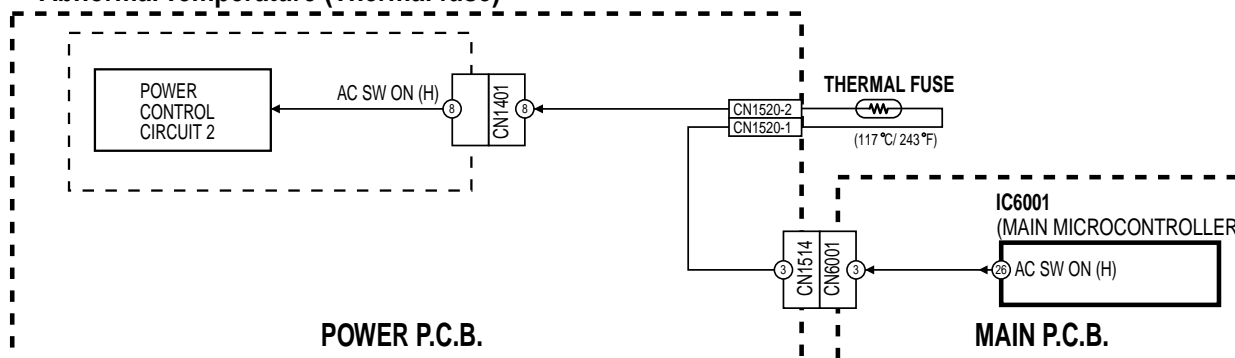 Abnormal Temperature (Thermal fuse)
POWER
CONTROL
CIRCUIT 2
AC SW ON (H)
8
CN1401
8
CN1520-2
CN1520-1
THERMAL FUSE
(117 °C/ 243°F)
IC6001
(MAIN MICROCONTROLLER
3
CN1514
CN6001
3
26
AC SW ON (H)
POWER P.C.B.
MAIN P.C.B.